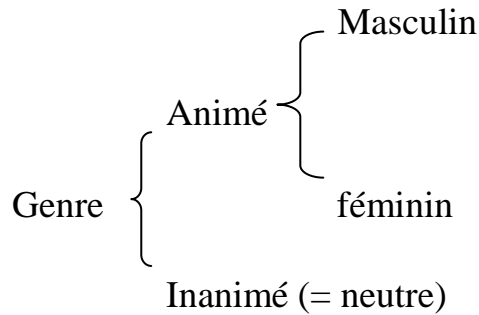 Masculin
Animé
Genre
féminin
Inanimé (= neutre)